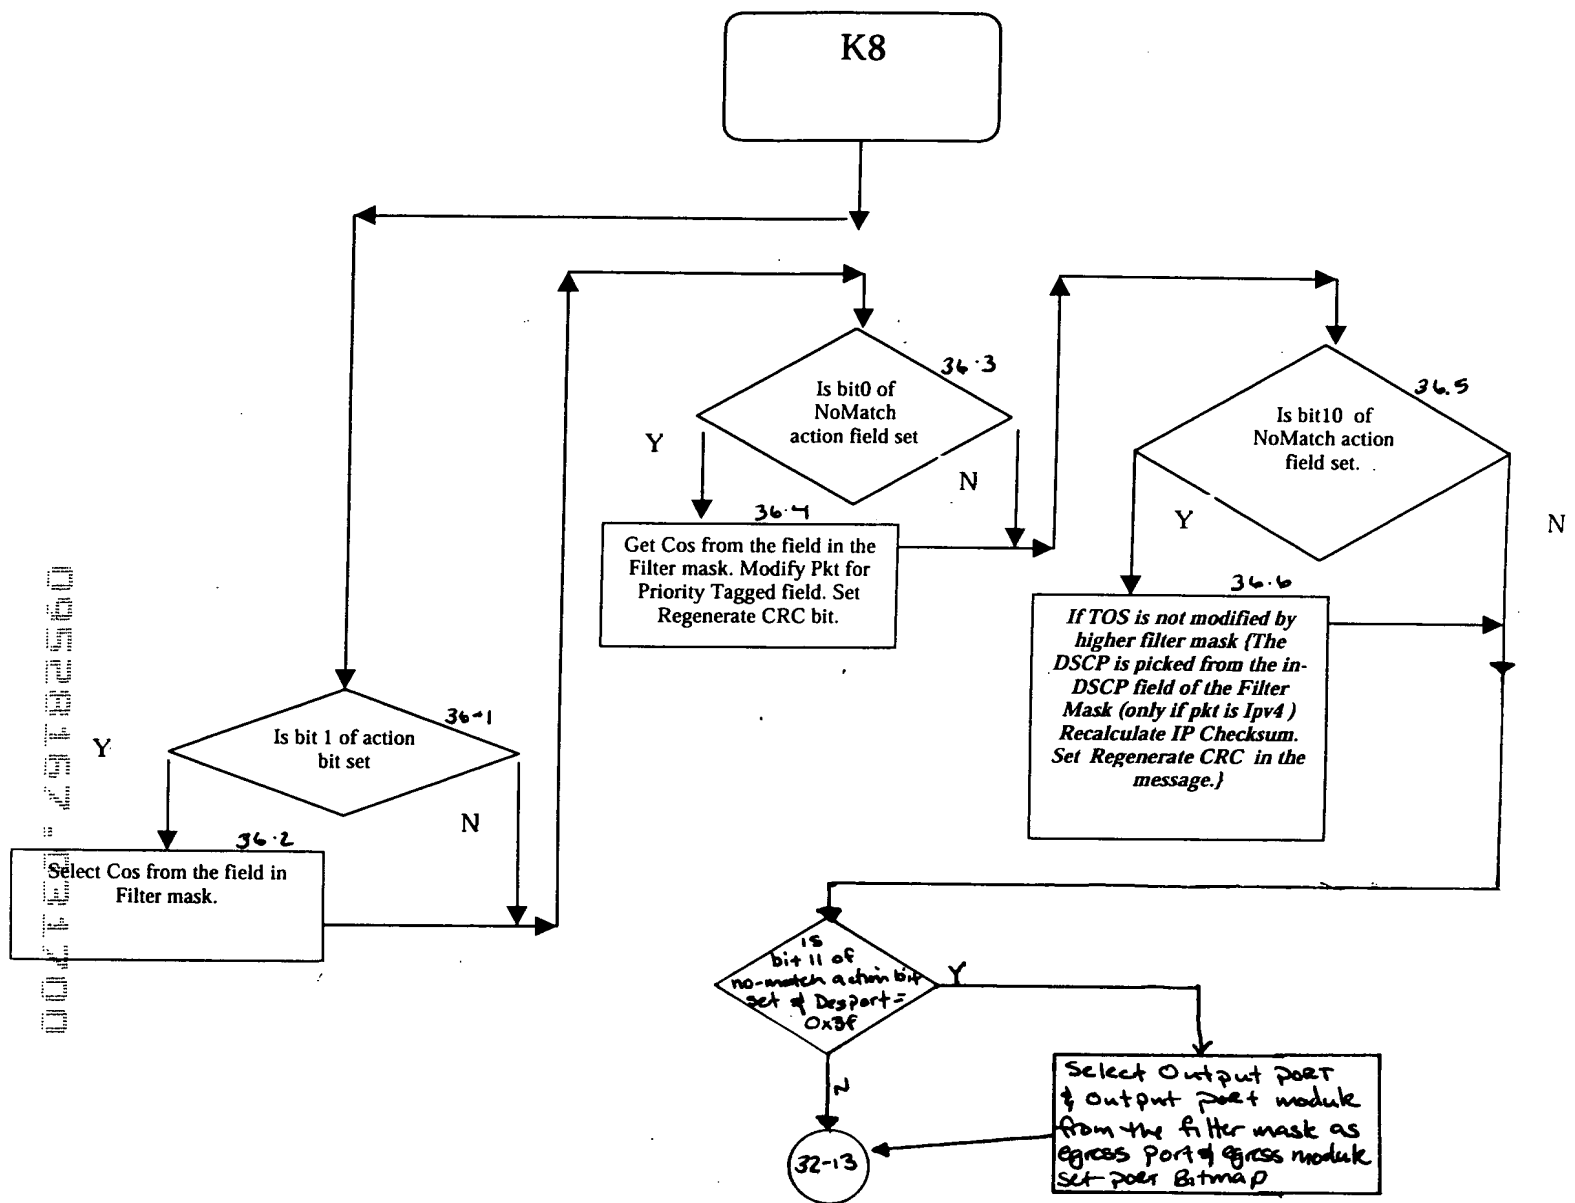 K8
36-1
Is bit 1 of action
bit set
Y
N
36.2
Select Cos from the field in
Filter mask.
36.3
Is bit0 of
NoMatch
action field set
Y
N
36.4
Get Cos from the field in the
Filter mask. Modify Pkt for
Priority Tagged field. Set
Regenerate CRC bit.
36.5
Is bit10 of
NoMatch action
field set.
Y
N
36.6
If TOS is not modified by
higher filter mask {The
DSCP is picked from the in-
DSCP field of the Filter
Mask (only if pkt is Ipv4 )
Recalculate IP Checksum.
Set Regenerate CRC in the
message.}
is
bit 11 of
no-match action bit
set & Desport =
0x3f
Y
N
Select Output PORT
& output port module
from the filter mask as
egress port & egress module
set port Bitmap
32-13
09528167.031700